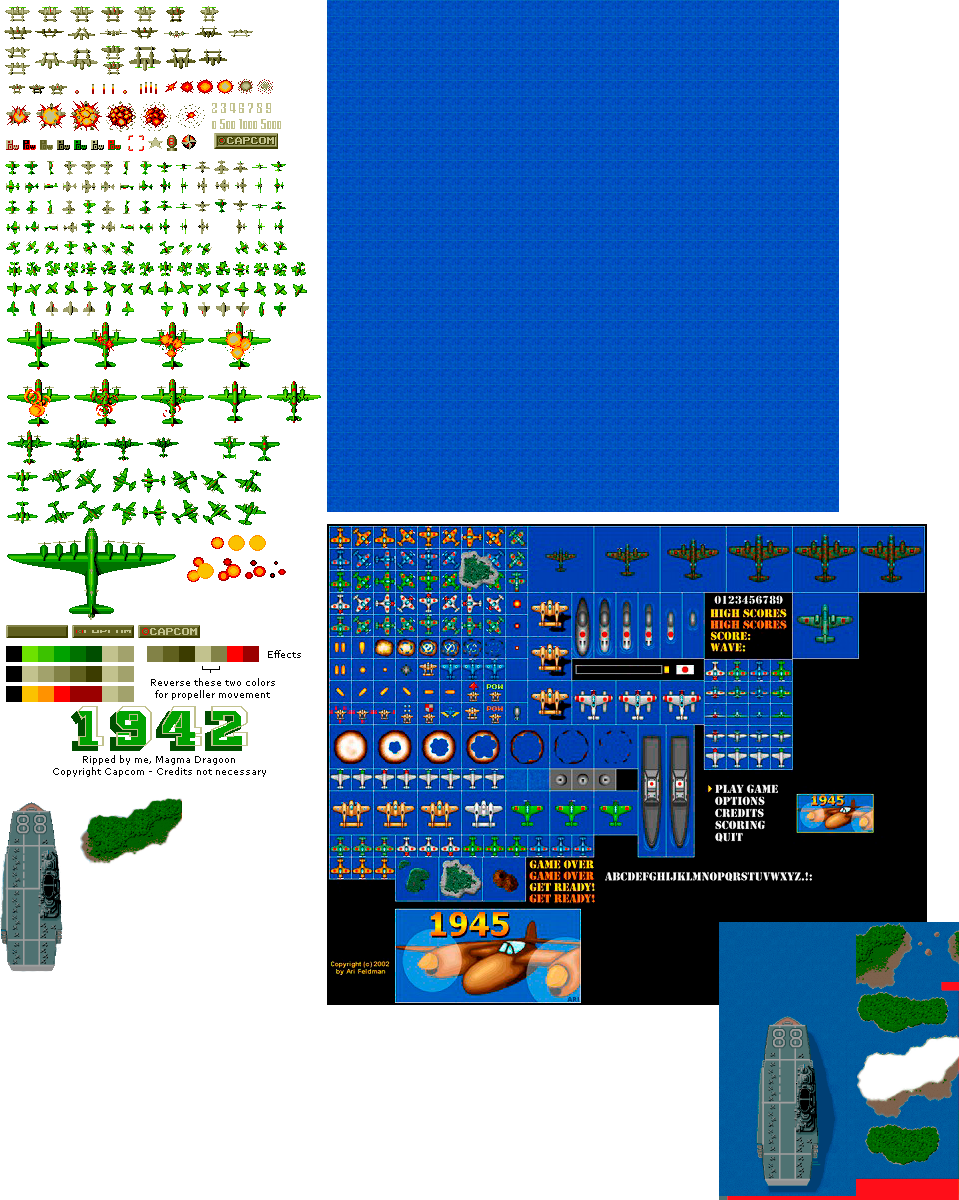 23456789
0 500 1000 5000
CAPCOM
CAPCOM
Effects
Reverse these two colors
for propeller movement
1942
Ripped by me, Magma Dragoon
Copyright Capcom - Credits not necessary
88
0123456789
HIGH SCORES
HIGH SCORES
SCORE:
WAVE:
POW
POW
PLAY GAME
OPTIONS
CREDITS
SCORING
QUIT
1945
GAME OVER
GAME OVER
GET READY!
GET READY!
ABCDEFGHIJKLMNOPQRSTUVWXYZ.!:
1945
Copyright (c) 2002
by Ari Feldman
ARI
88